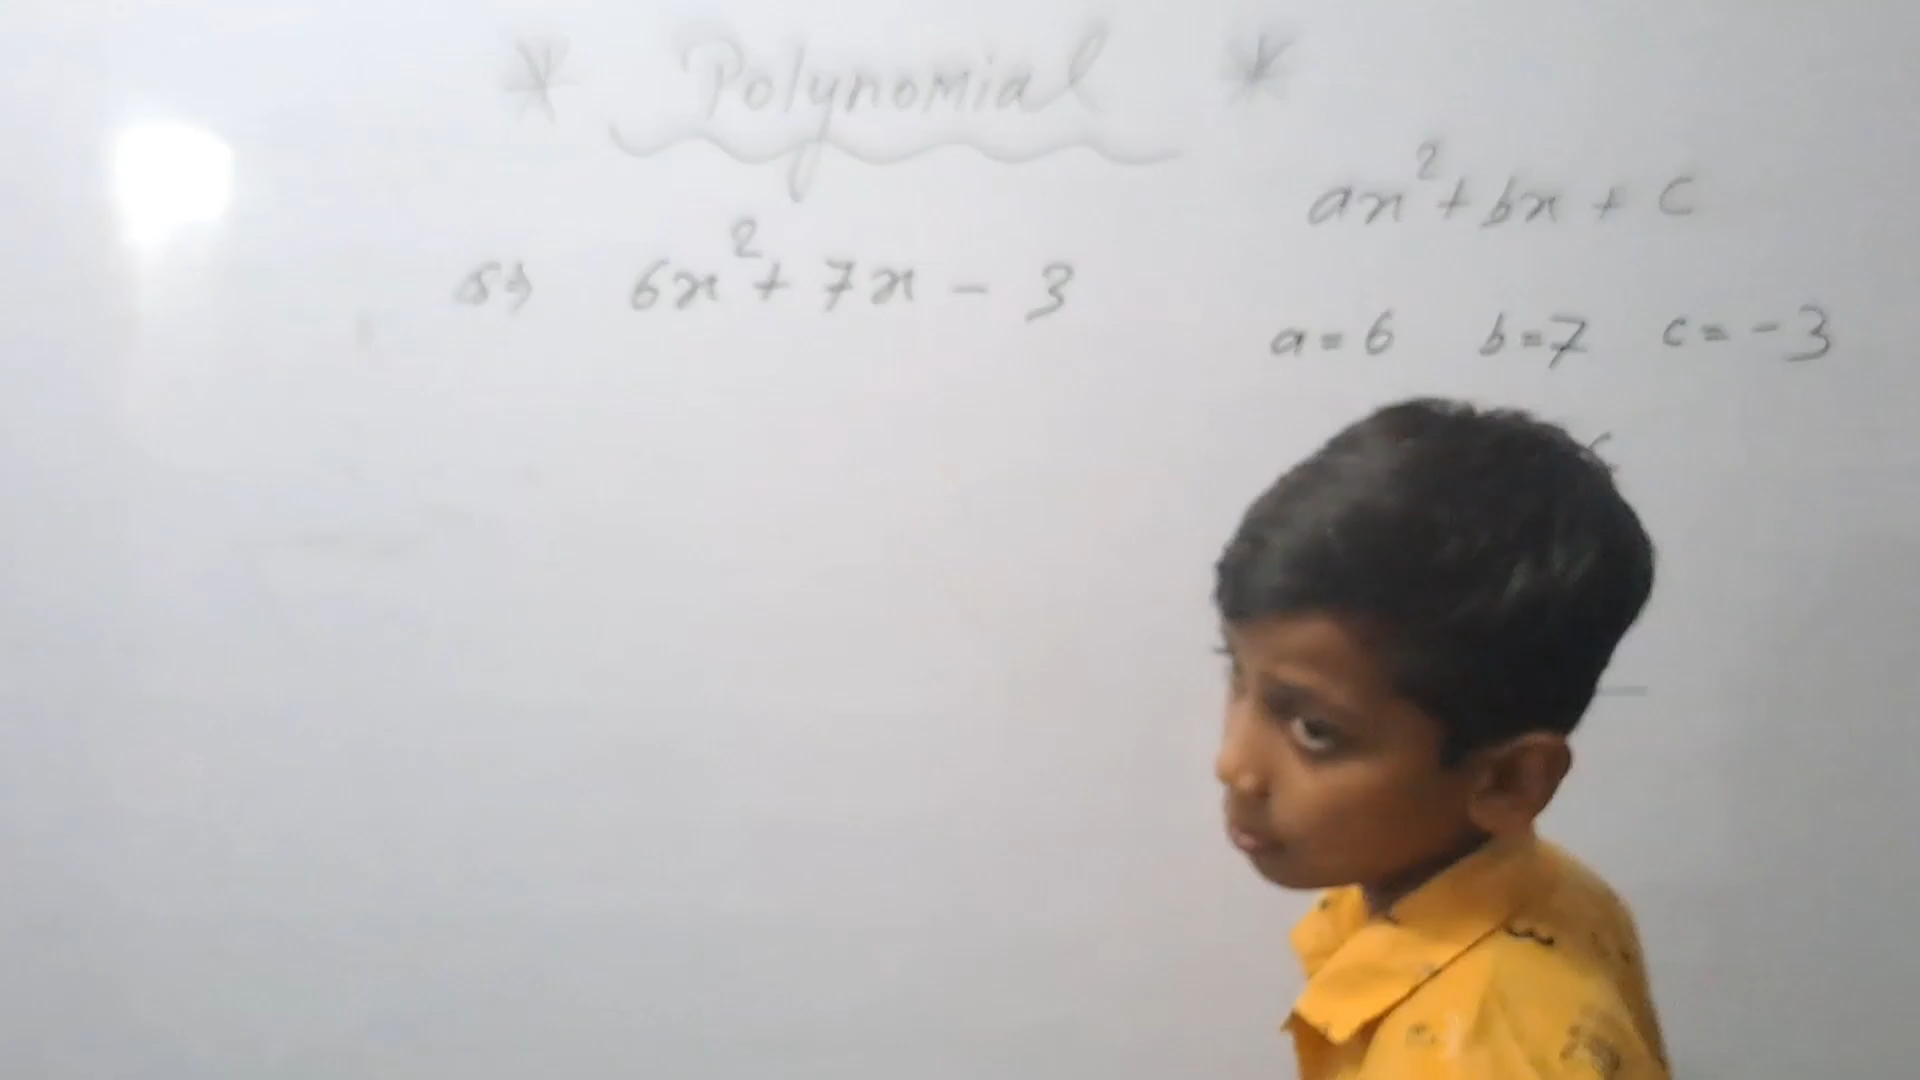 * Polynomial *
ax² + bx + c
6x² + 7x - 3
a = 6 b = 7 c = -3